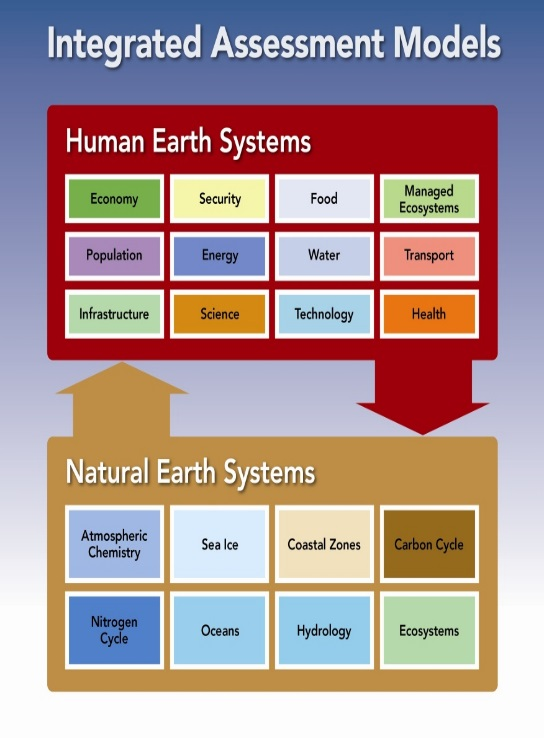 Integrated Assessment Models
Human Earth Systems
Economy
Security
Food
Managed
Ecosystems
Population
Energy
Water
Transport
Infrastructure
Science
Technology
Health
Natural Earth Systems
Atmospheric
Chemistry
Sea Ice
Coastal Zones
Carbon Cycle
Nitrogen
Cycle
Oceans
Hydrology
Ecosystems